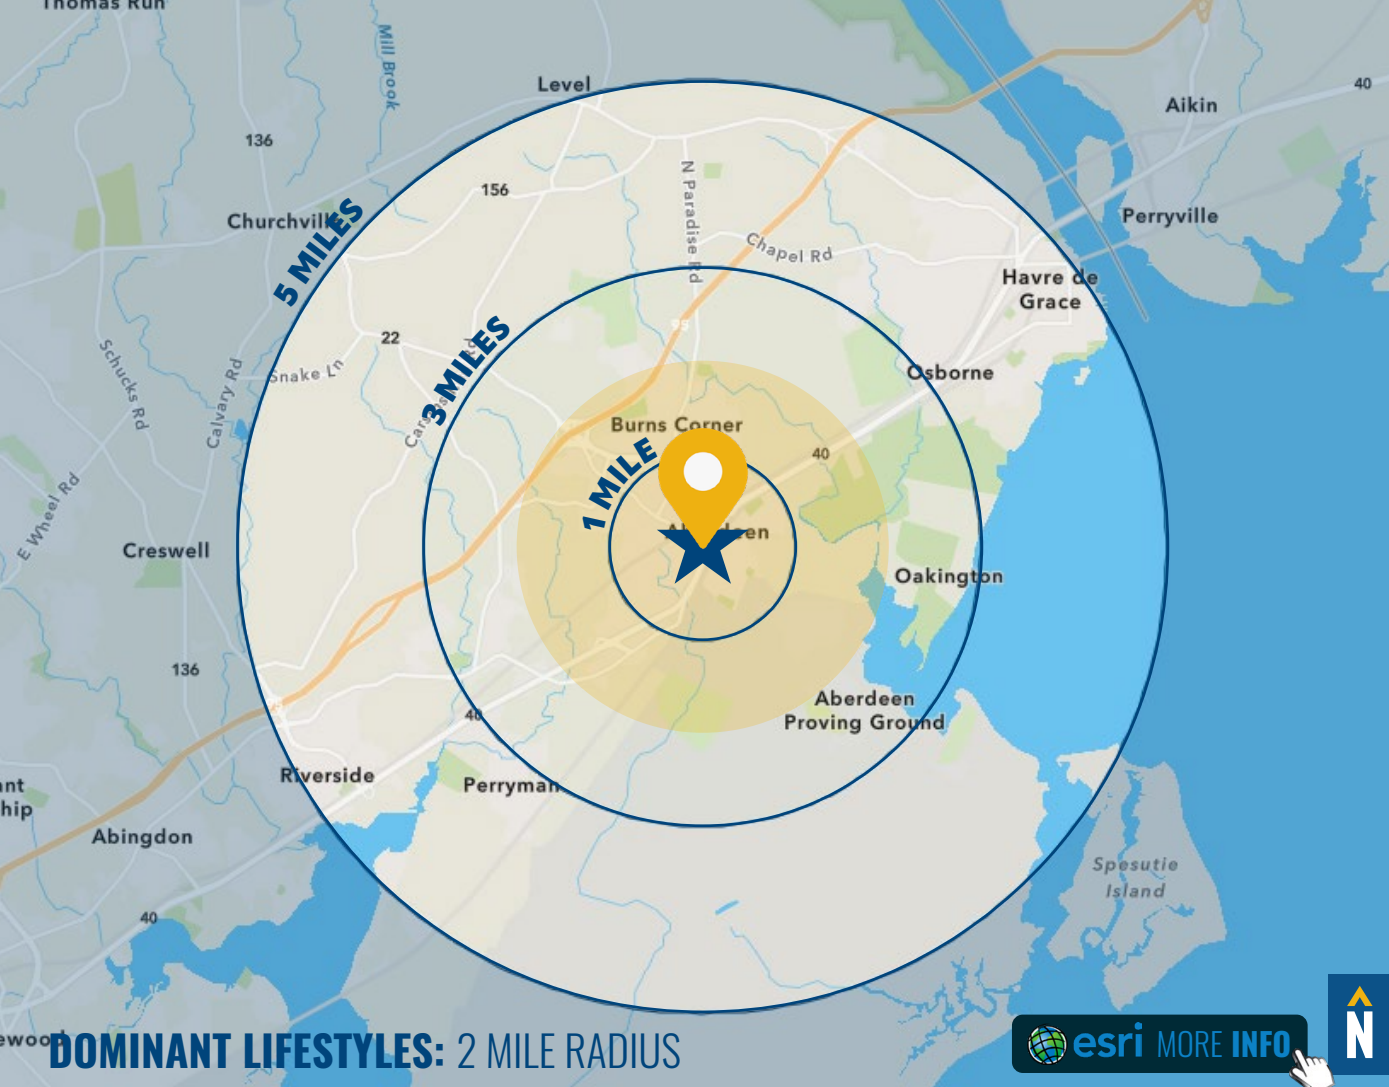 Thomas Run
Mill Brook
Level
40
Aikin
136
156
N Paradise Rd
Churchville
5 MILES
Perryville
Chapel Rd
Havre de
Grace
95
22
3 MILES
Snake Ln
Schucks Rd
Calvary Rd
Osborne
Burns Corner
40
1 MILE
E Wheel Rd
Aberdeen
Creswell
Oakington
136
Aberdeen
Proving Ground
40
Riverside
Perryman
Abingdon
Spesutie
Island
40
DOMINANT LIFESTYLES: 2 MILE RADIUS
esri MORE INFO
N